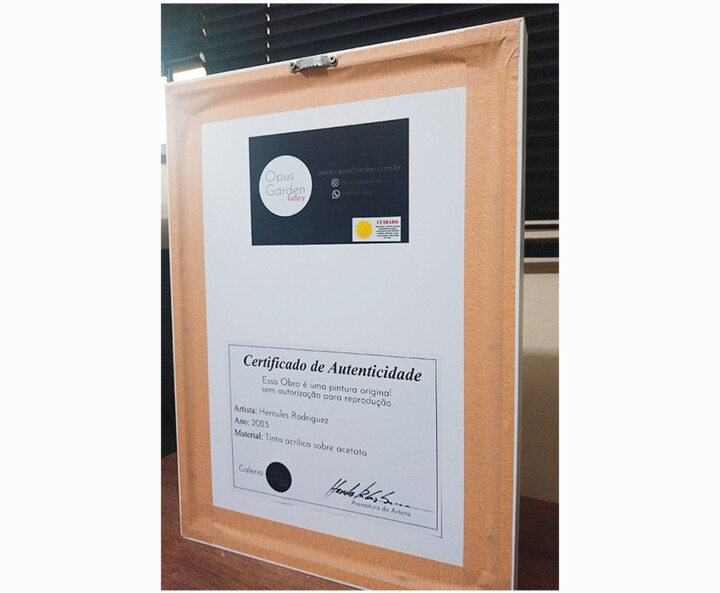 Opus
Garden
Gallery
www.OpusGarden.com.br
CUIDADO
Certificado de Autenticidade
Essa Obra é uma pintura original
sem autorização para reprodução
Artista: Hercules Rodriguez
Ano: 2023
Material: Tinta acrílica sobre acetato
Galeria
Assinatura do Artista